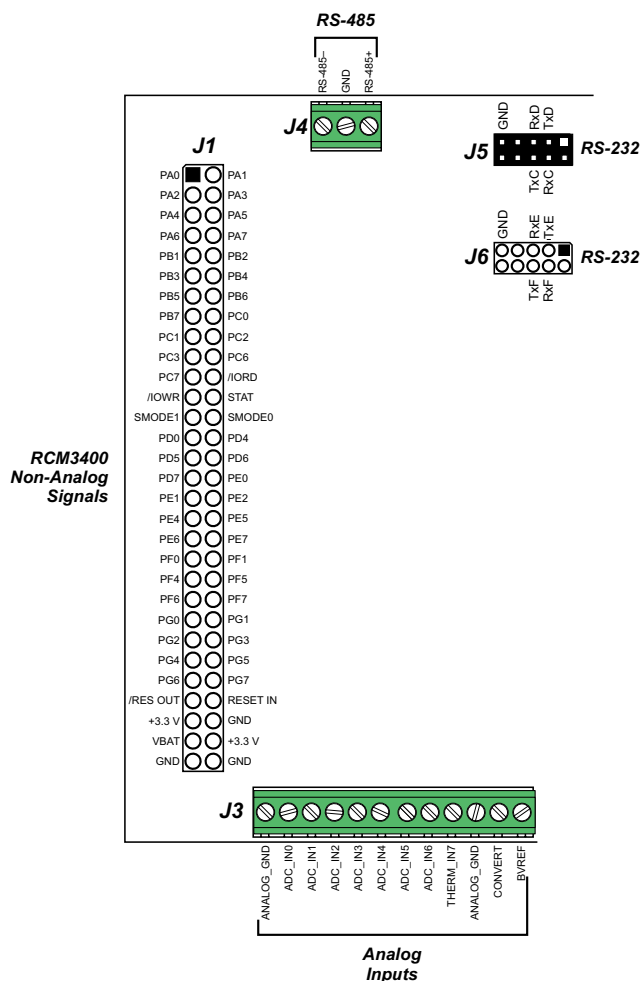 RS-485
RS-485–
GND
RS-485+
J4
GND
RxD
TxD
J5
RS-232
TxC
RxC
GND
RxE
TxE
J6
RS-232
TxF
RxF
J1
PA0 PA1
PA2 PA3
PA4 PA5
PA6 PA7
PB1 PB2
PB3 PB4
PB5 PB6
PB7 PC0
PC1 PC2
PC3 PC6
PC7 /IORD
/IOWR STAT
SMODE1 SMODE0
PD0 PD4
PD5 PD6
PD7 PE0
PE1 PE2
PE4 PE5
PE6 PE7
PF0 PF1
PF4 PF5
PF6 PF7
PG0 PG1
PG2 PG3
PG4 PG5
PG6 PG7
/RES OUT RESET IN
+3.3 V GND
VBAT +3.3 V
GND GND
RCM3400
Non-Analog
Signals
J3
ANALOG_GND
ADC_IN0
ADC_IN1
ADC_IN2
ADC_IN3
ADC_IN4
ADC_IN5
ADC_IN6
THERM_IN7
ANALOG_GND
CONVERT
BVREF
Analog
Inputs